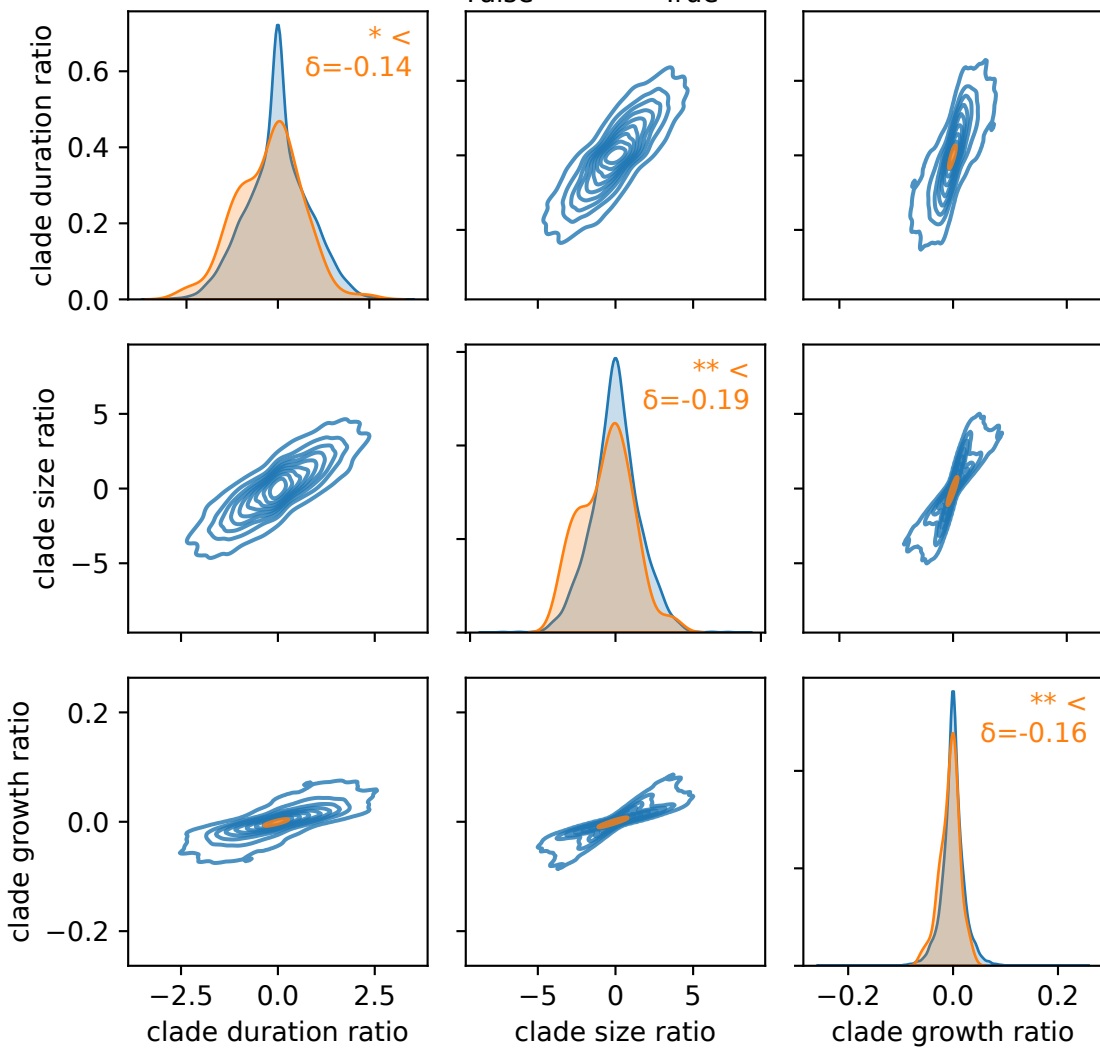 clade duration ratio
0.6
0.4
0.2
0.0
* <
δ=-0.14
clade size ratio
5
0
−5
** <
δ=-0.19
clade growth ratio
0.2
0.0
−0.2
** <
δ=-0.16
−2.5 0.0 2.5
−5 0 5
−0.2 0.0 0.2
clade duration ratio
clade size ratio
clade growth ratio